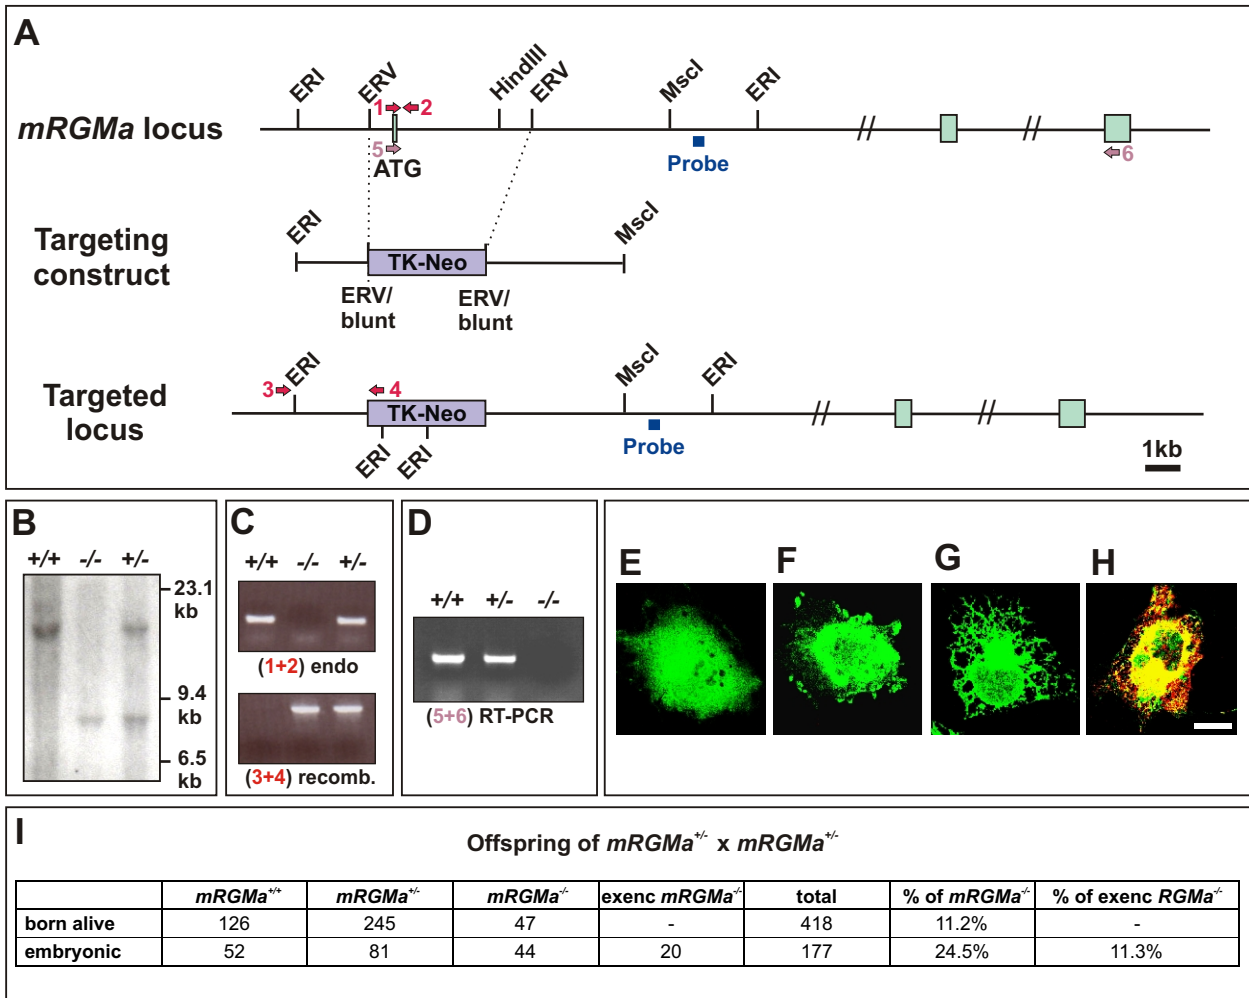 A
ERI
ERV
HindIII
ERV
MscI
ERI
1
2
mRGMa locus
5
ATG
Probe
6
Targeting
construct
ERI
MscI
TK-Neo
ERV/
blunt
ERV/
blunt
Targeted
locus
3
ERI
4
MscI
ERI
TK-Neo
ERI
ERI
Probe
1kb
B
+/+ -/- +/-
23.1
kb
9.4
kb
6.5
kb
C
+/+ -/- +/-
(1+2) endo
(3+4) recomb.
D
+/+ +/- -/-
(5+6) RT-PCR
E
F
G
H
I
Offspring of mRGMa+/- x mRGMa+/-
mRGMa+/+ mRGMa+/- mRGMa-/- exenc mRGMa-/- total % of mRGMa-/- % of exenc RGMa-/-
born alive 126 245 47 - 418 11.2% -
embryonic 52 81 44 20 177 24.5% 11.3%